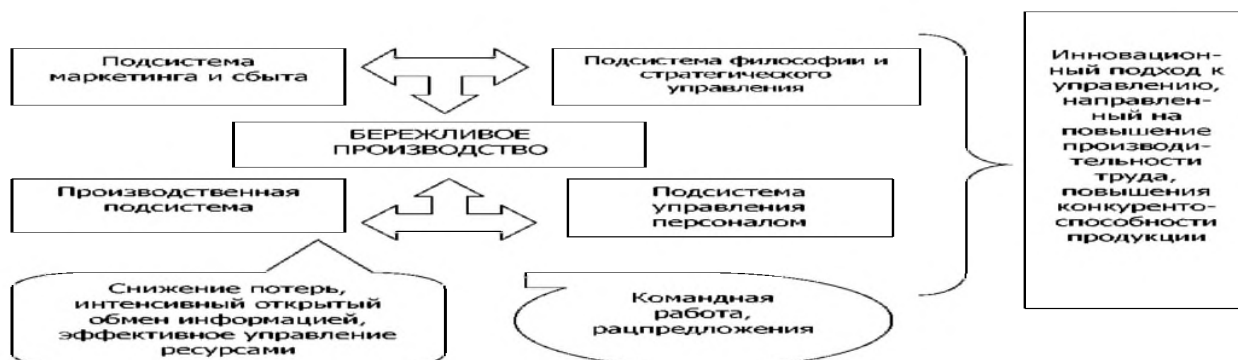 Подсистема
маркетинга и сбыта
Подсистема философии и
стратегического
управления
БЕРЕЖЛИВОЕ
ПРОИЗВОДСТВО
Производственная
подсистема
Подсистема
управления
персоналом
Снижение потерь,
интенсивный открытый
обмен информацией,
эффективное управление
ресурсами
Командная
работа,
рацпредложения
Инновацион-
ный подход к
управлению,
направлен-
ный на
повышение
производи-
тельности
труда,
повышения
конкуренто-
способности
продукции